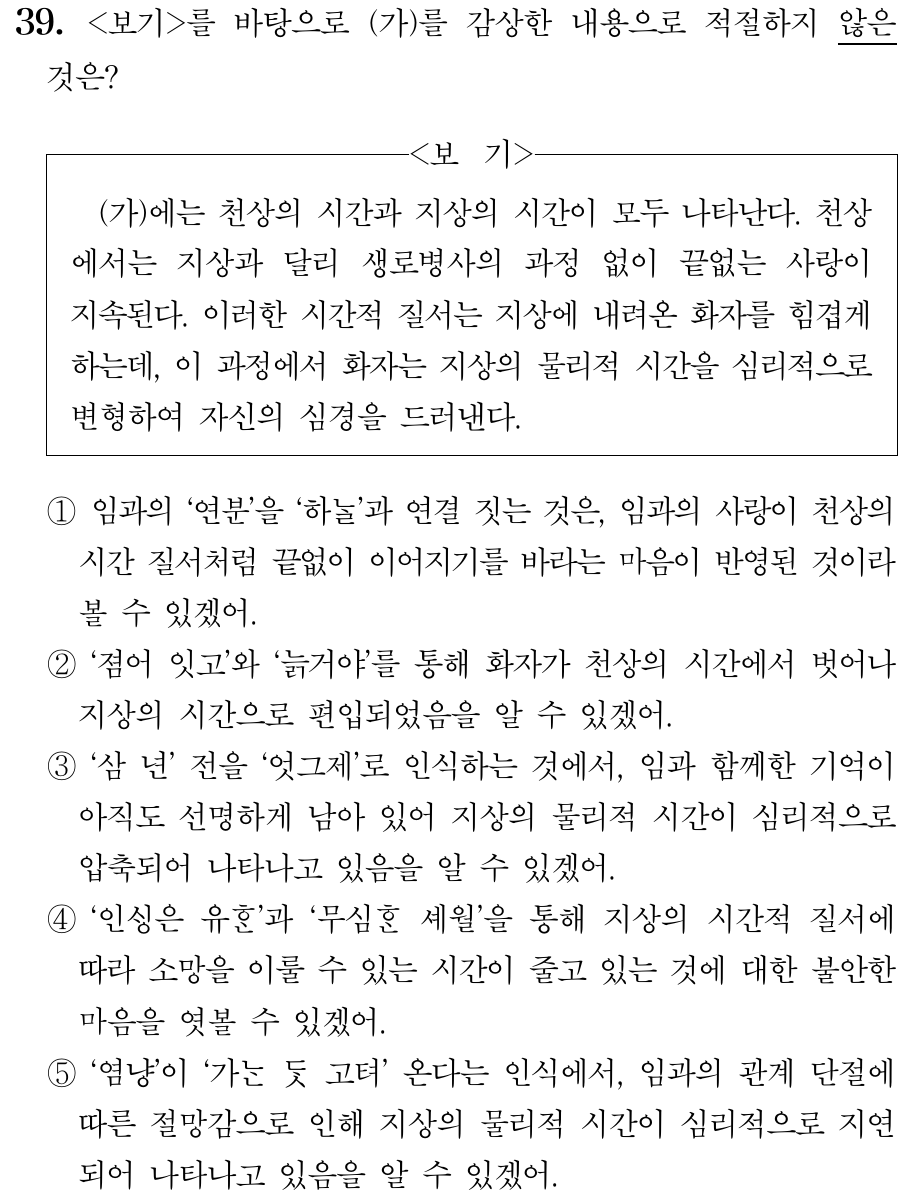 39. <보기>를 바탕으로 (가)를 감상한 내용으로 적절하지 않은
것은?
<보 기>
(가)에는 천상의 시간과 지상의 시간이 모두 나타난다. 천상
에서는 지상과 달리 생로병사의 과정 없이 끝없는 사랑이
지속된다. 이러한 시간적 질서는 지상에 내려온 화자를 힘겹게
하는데, 이 과정에서 화자는 지상의 물리적 시간을 심리적으로
변형하여 자신의 심경을 드러낸다.
① 임과의 ‘연분’을 ‘하ᄂᆞᆯ’과 연결 짓는 것은, 임과의 사랑이 천상의
시간 질서처럼 끝없이 이어지기를 바라는 마음이 반영된 것이라
볼 수 있겠어.
② ‘졈어 잇고’와 ‘늙거야’를 통해 화자가 천상의 시간에서 벗어나
지상의 시간으로 편입되었음을 알 수 있겠어.
③ ‘삼 년’ 전을 ‘엇그제’로 인식하는 것에서, 임과 함께한 기억이
아직도 선명하게 남아 있어 지상의 물리적 시간이 심리적으로
압축되어 나타나고 있음을 알 수 있겠어.
④ ‘인ᄉᆡᆼ은 유ᄒᆞᆫ’과 ‘무심ᄒᆞᆫ 셰월’을 통해 지상의 시간적 질서에
따라 소망을 이룰 수 있는 시간이 줄고 있는 것에 대한 불안한
마음을 엿볼 수 있겠어.
⑤ ‘염냥’이 ‘가ᄂᆞᆫ ᄃᆞᆺ 고텨’ 온다는 인식에서, 임과의 관계 단절에
따른 절망감으로 인해 지상의 물리적 시간이 심리적으로 지연
되어 나타나고 있음을 알 수 있겠어.